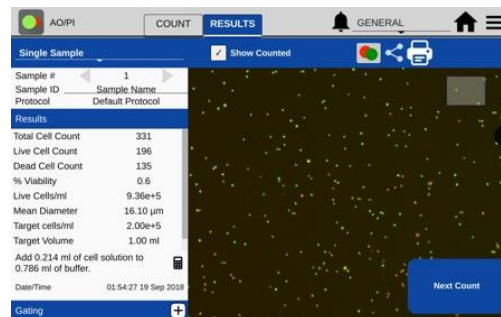 AO/PI COUNT RESULTS GENERAL
Single Sample Show Counted
Sample # 1
Sample ID Sample Name
Protocol Default Protocol
Results
Total Cell Count 331
Live Cell Count 196
Dead Cell Count 135
% Viability 0.6
Live Cells/ml 9.36e+5
Mean Diameter 16.10 µm
Target cells/ml 2.00e+5
Target Volume 1.00 ml
Add 0.214 ml of cell solution to
0.786 ml of buffer.
Date/Time 01:54:27 19 Sep 2018
Next Count
Gating